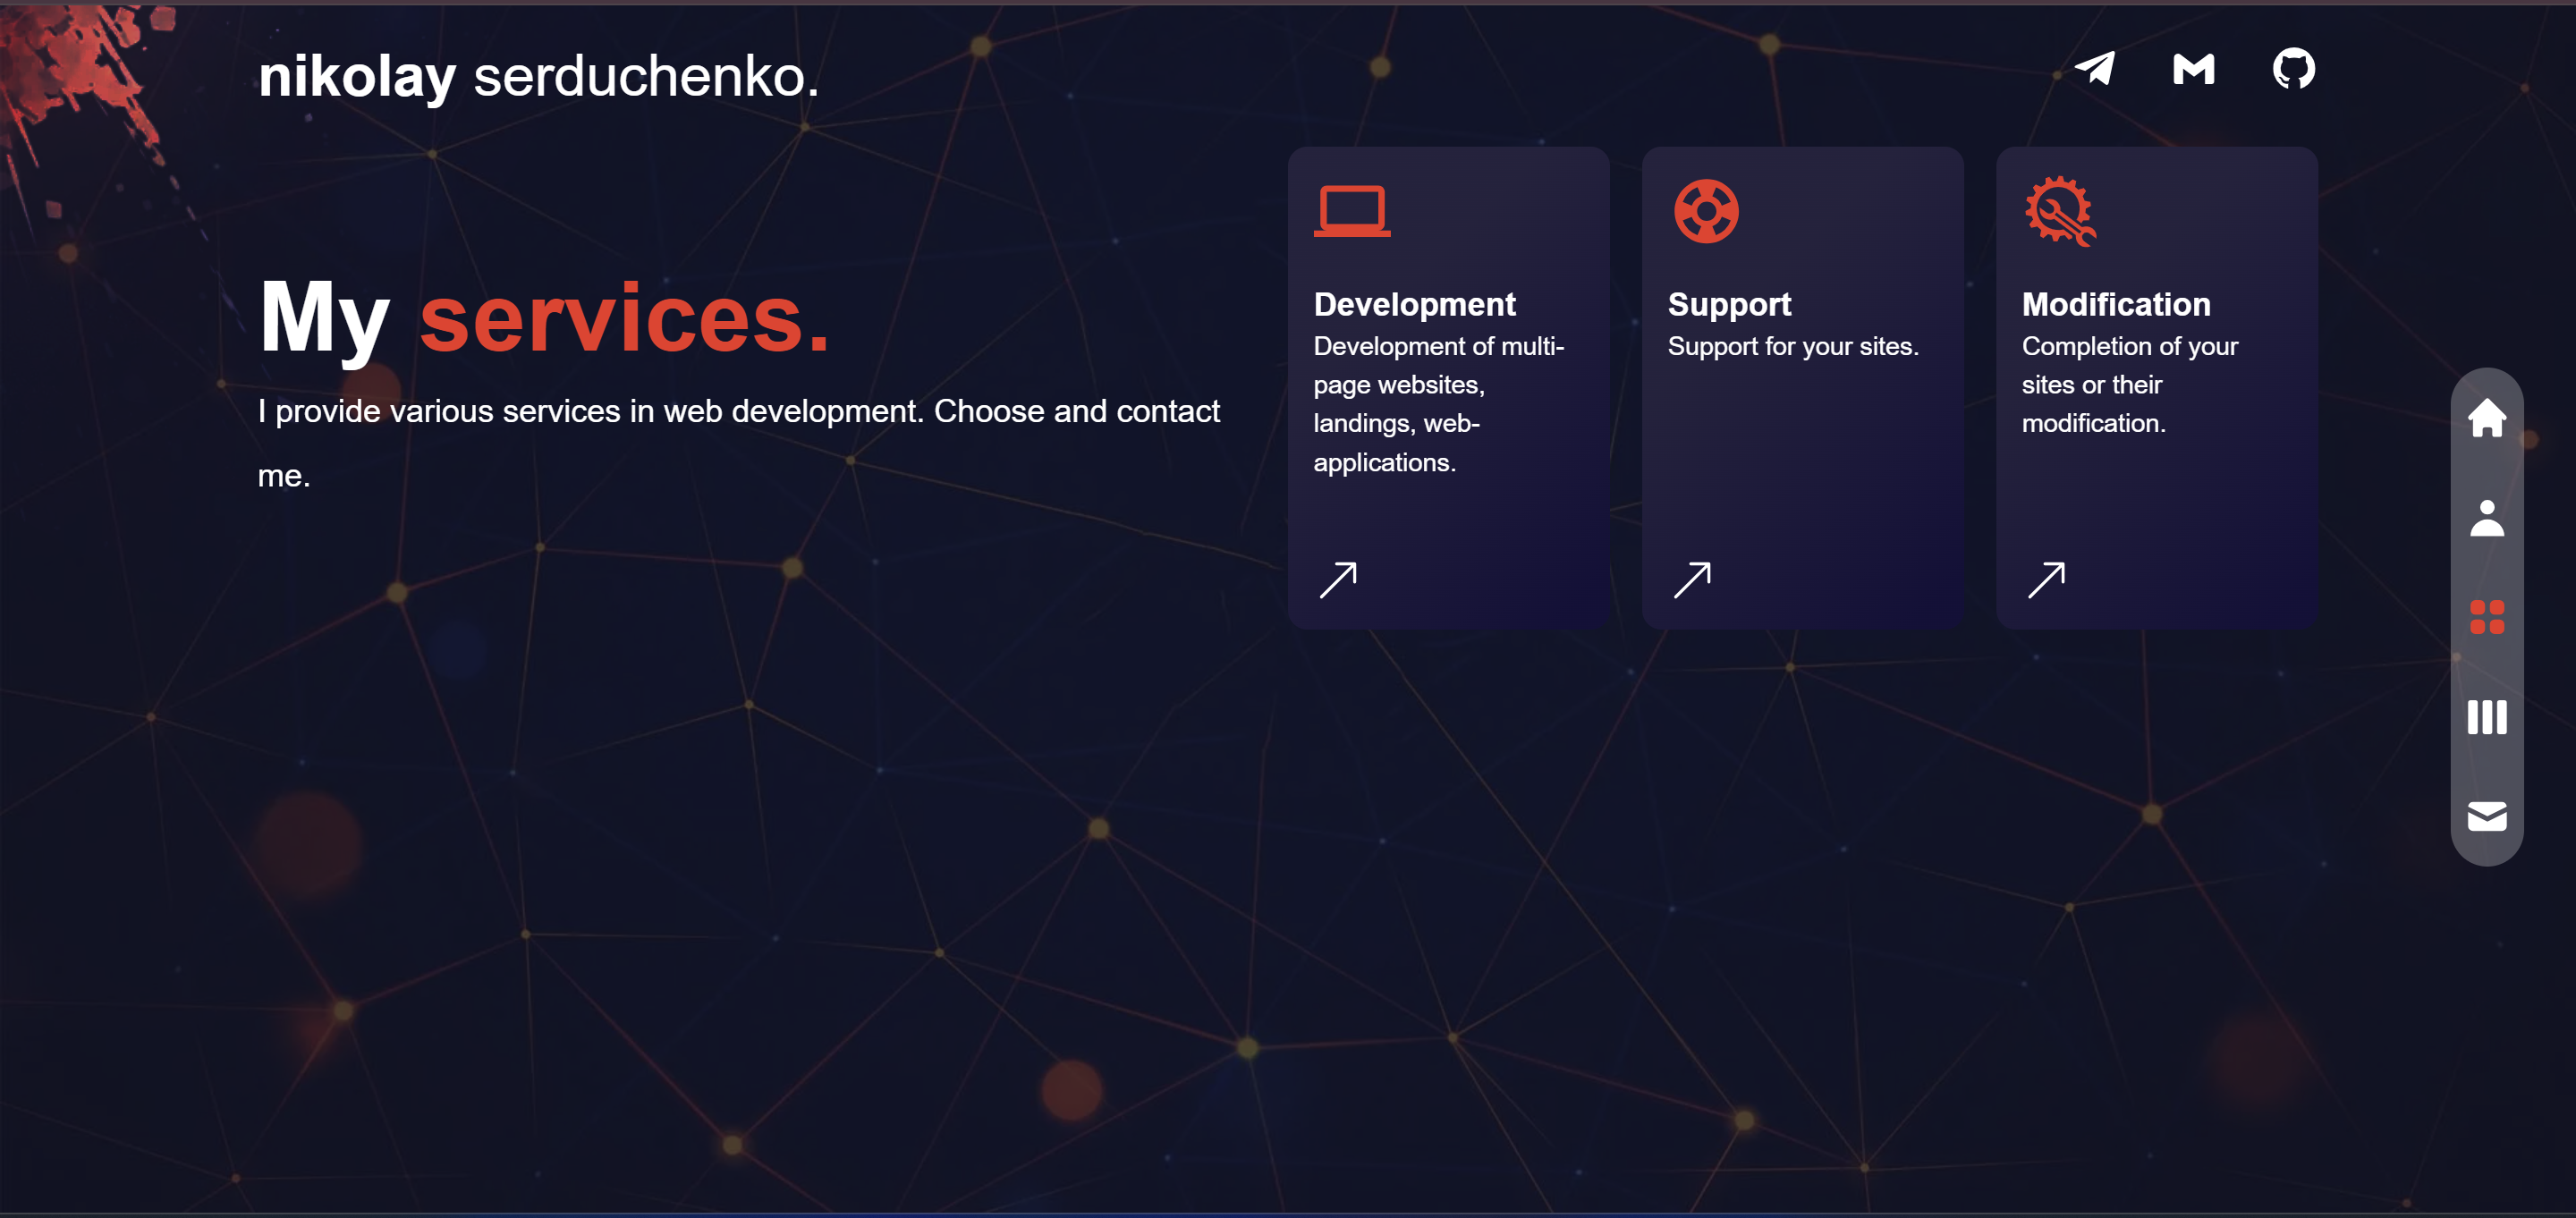 nikolay serduchenko.
My services.
I provide various services in web development. Choose and contact
me.
Development
Development of multi-
page websites,
landings, web-
applications.
Support
Support for your sites.
Modification
Completion of your
sites or their
modification.